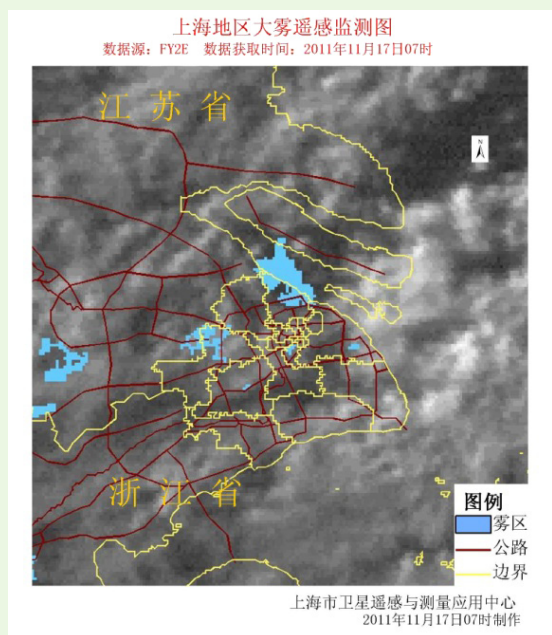 上海地区大雾遥感监测图
数据源：FY2E 数据获取时间：2011年11月17日07时
江苏省
N
浙江省
图例
雾区
公路
边界
上海市卫星遥感与测量应用中心
2011年11月17日07时制作